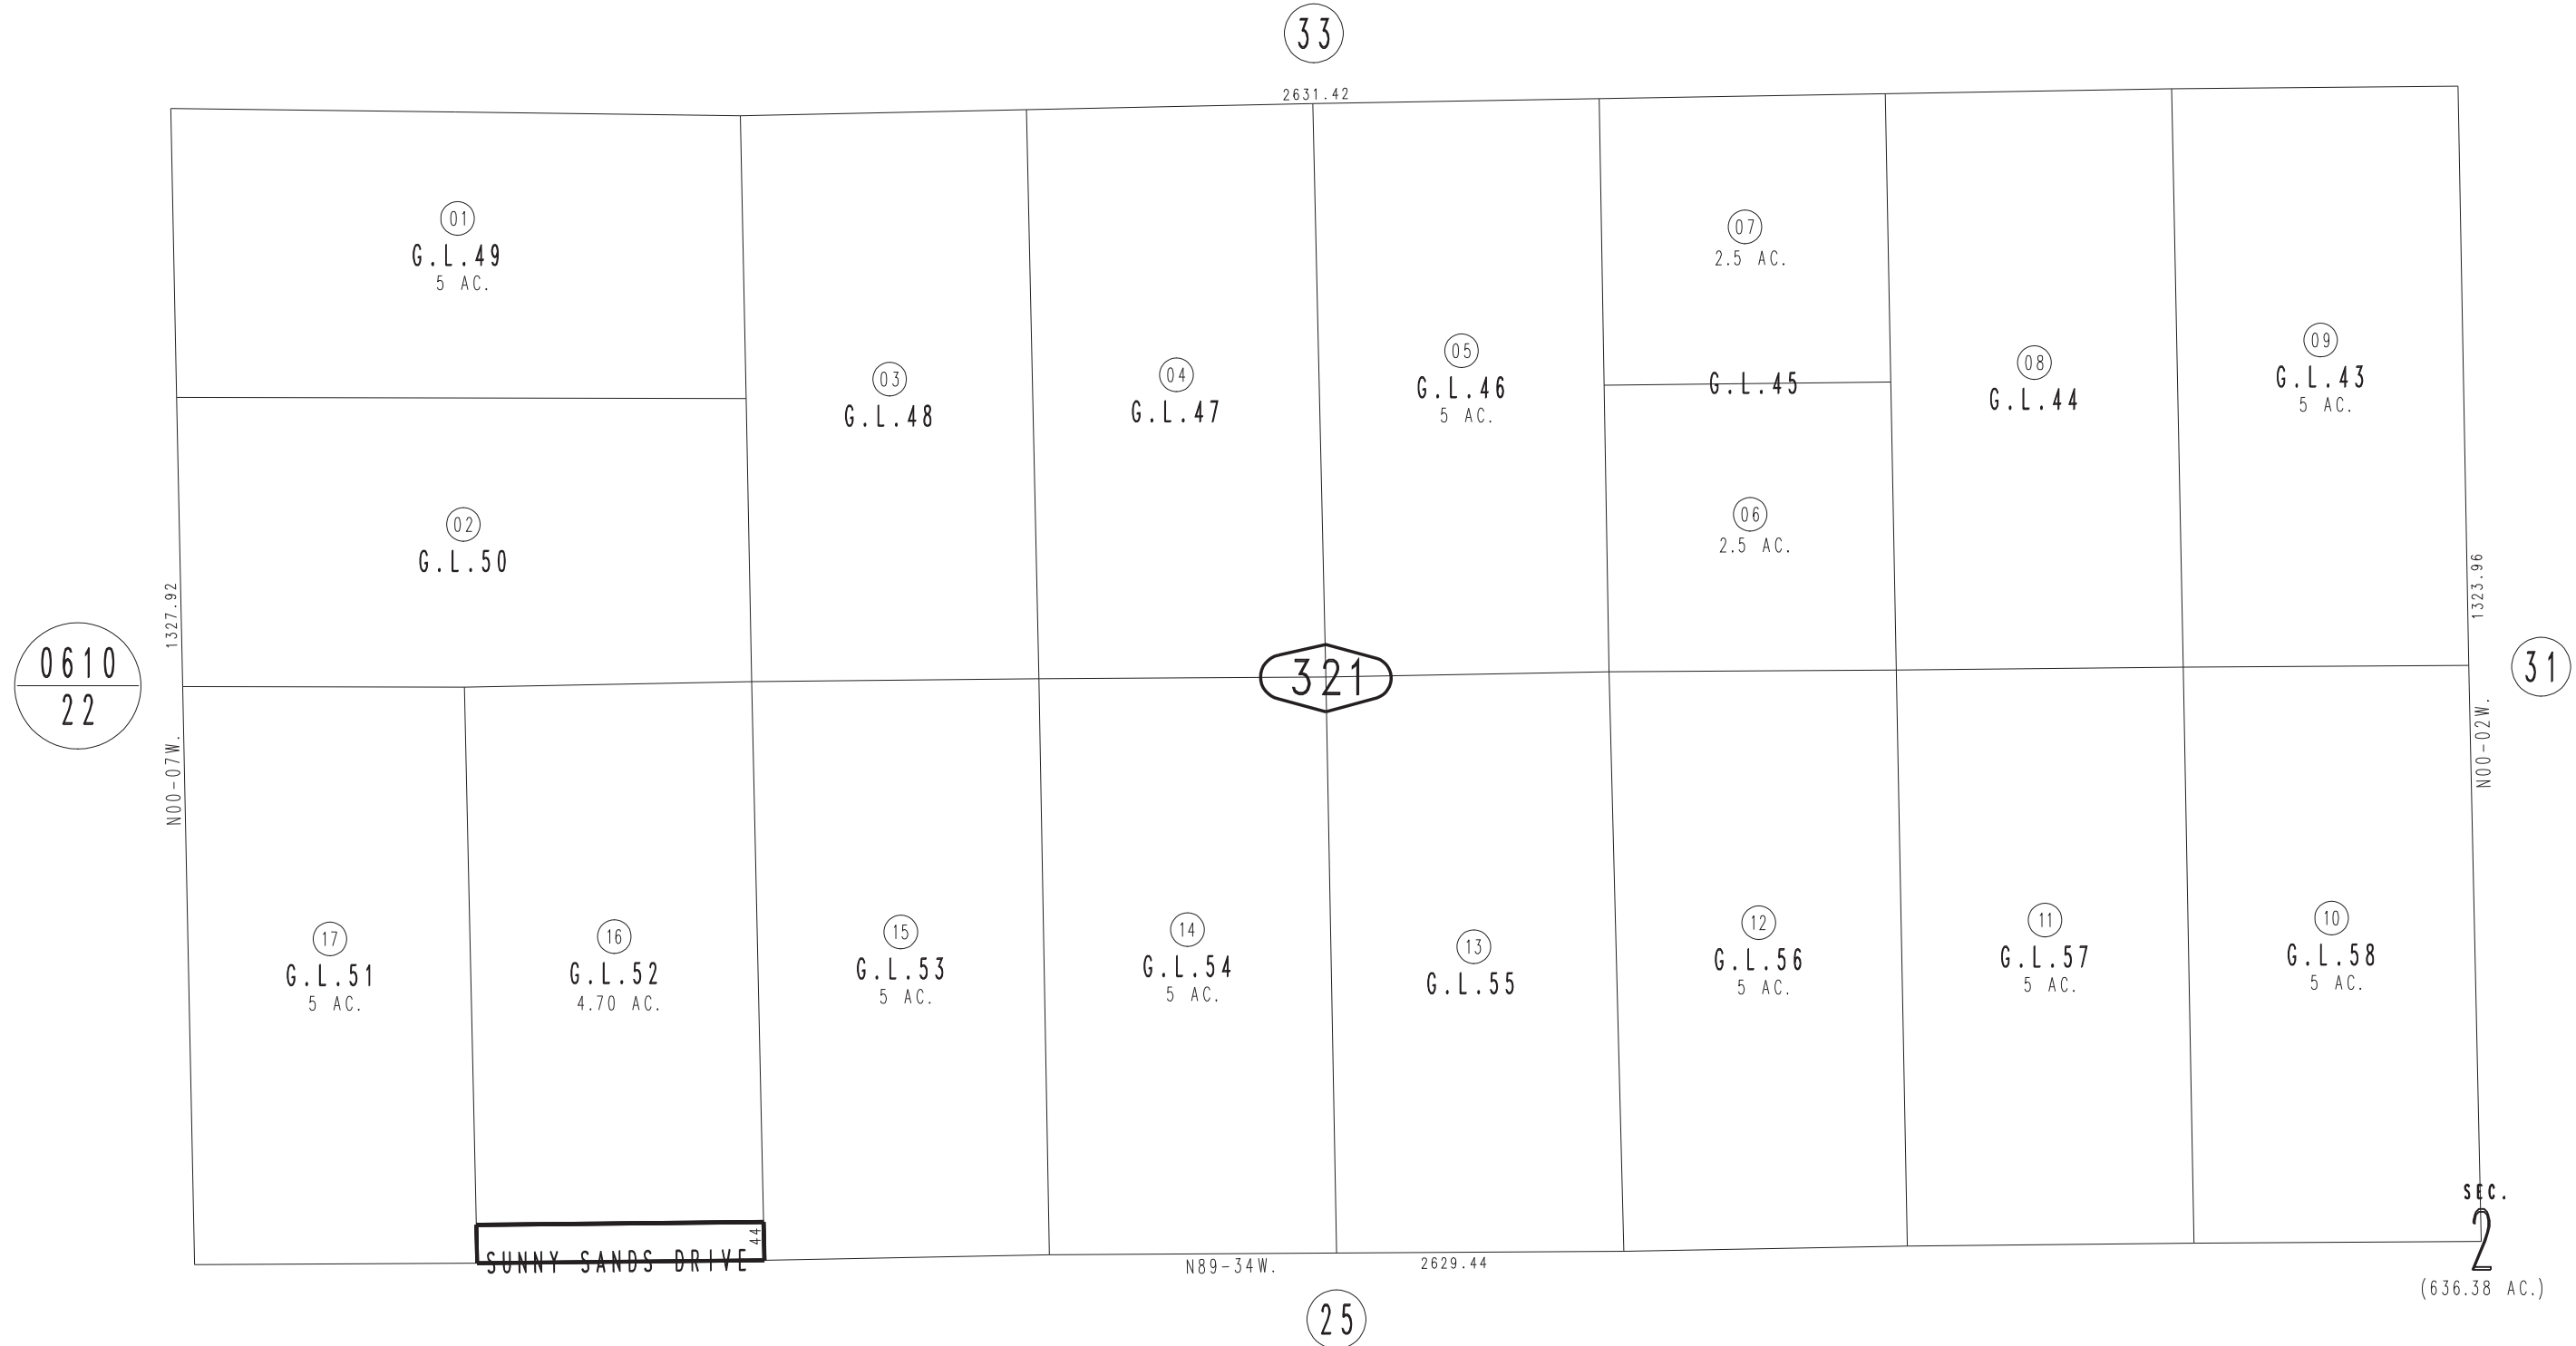 33
2631.42
01
G.L.49
5 AC.
07
2.5 AC.
03
G.L.48
04
G.L.47
05
G.L.46
5 AC.
G.L.45
08
G.L.44
09
G.L.43
5 AC.
02
G.L.50
06
2.5 AC.
1327.92
1323.96
0610
22
321
31
N00-07W.
N00-02W.
17
G.L.51
5 AC.
16
G.L.52
4.70 AC.
15
G.L.53
5 AC.
14
G.L.54
5 AC.
13
G.L.55
12
G.L.56
5 AC.
11
G.L.57
5 AC.
10
G.L.58
5 AC.
44
SUNNY SANDS DRIVE
N89-34W.
2629.44
SEC.
2
(636.38 AC.)
25